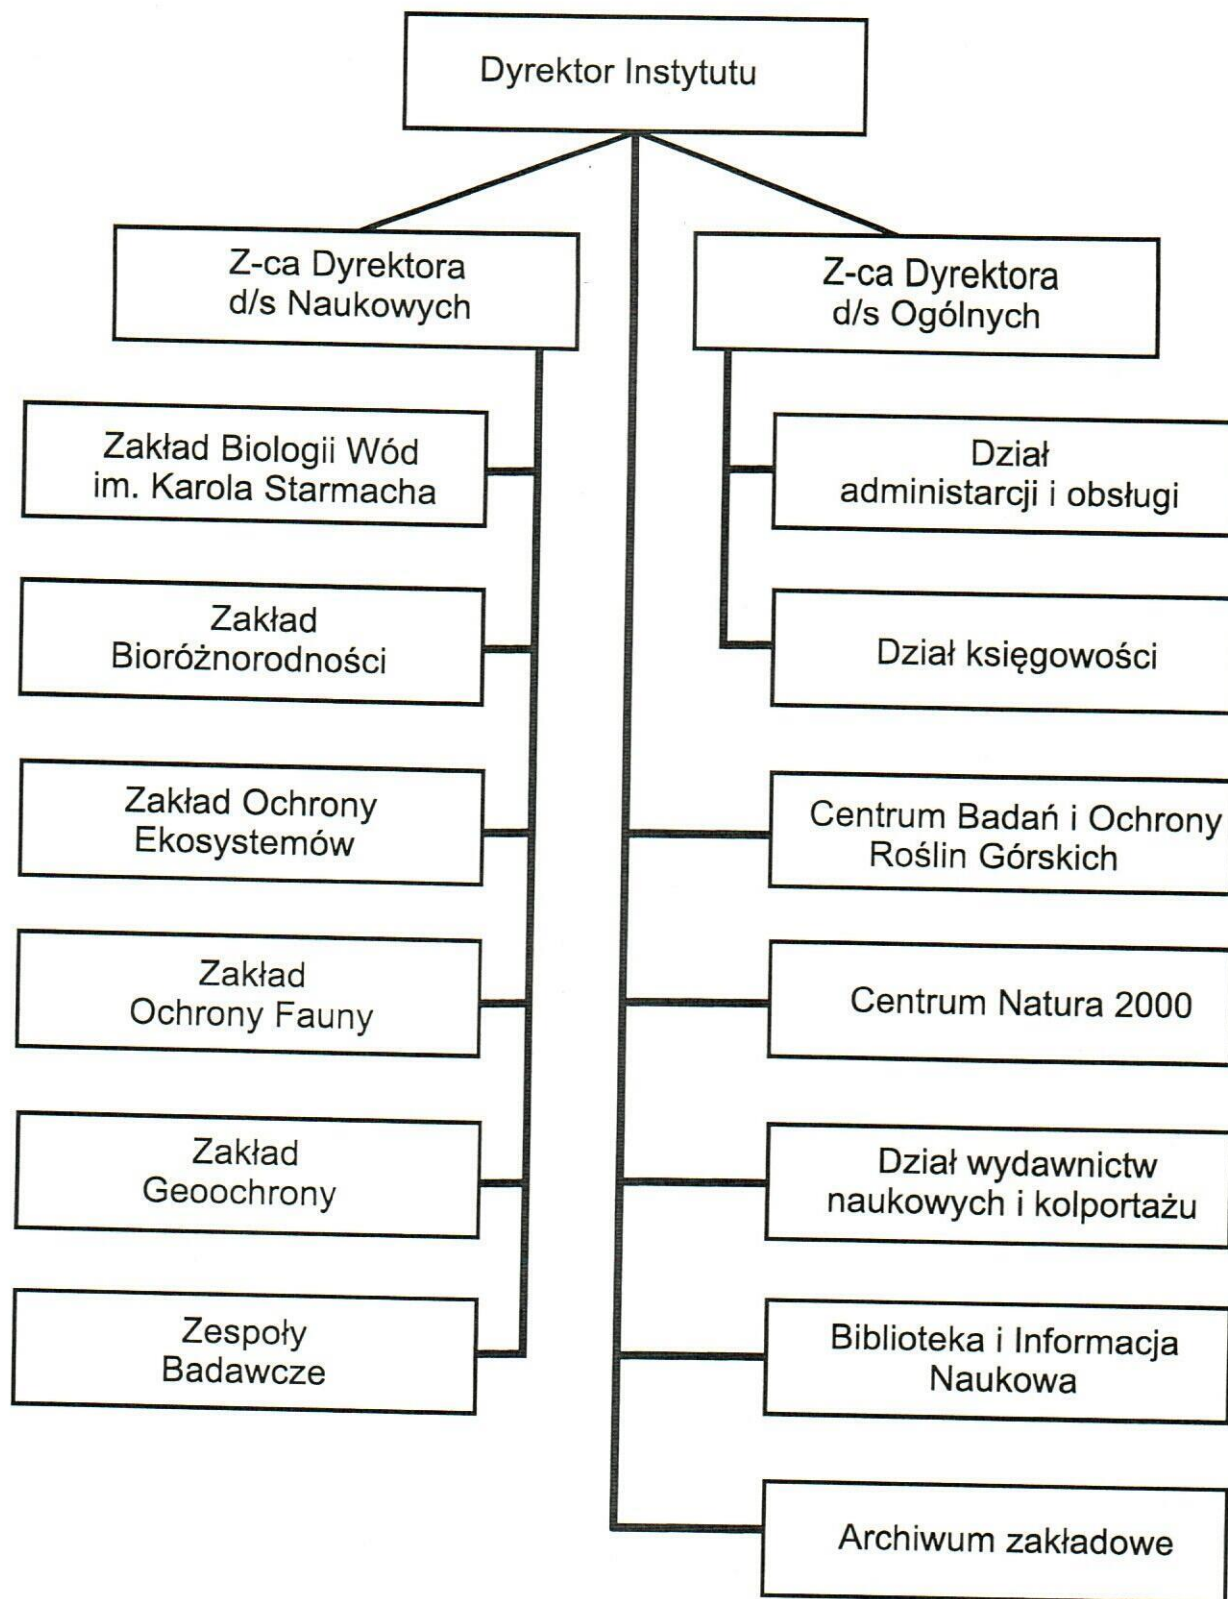 Dyrektor Instytutu
Z-ca Dyrektora
d/s Naukowych
Z-ca Dyrektora
d/s Ogólnych
Zakład Biologii Wód
im. Karola Starmacha
Zakład
Bioróżnorodności
Zakład Ochrony
Ekosystemów
Zakład
Ochrony Fauny
Zakład
Geoochrony
Zespoły
Badawcze
Dział
administarcji i obsługi
Dział księgowości
Centrum Badań i Ochrony
Roślin Górskich
Centrum Natura 2000
Dział wydawnictw
naukowych i kolportażu
Biblioteka i Informacja
Naukowa
Archiwum zakładowe